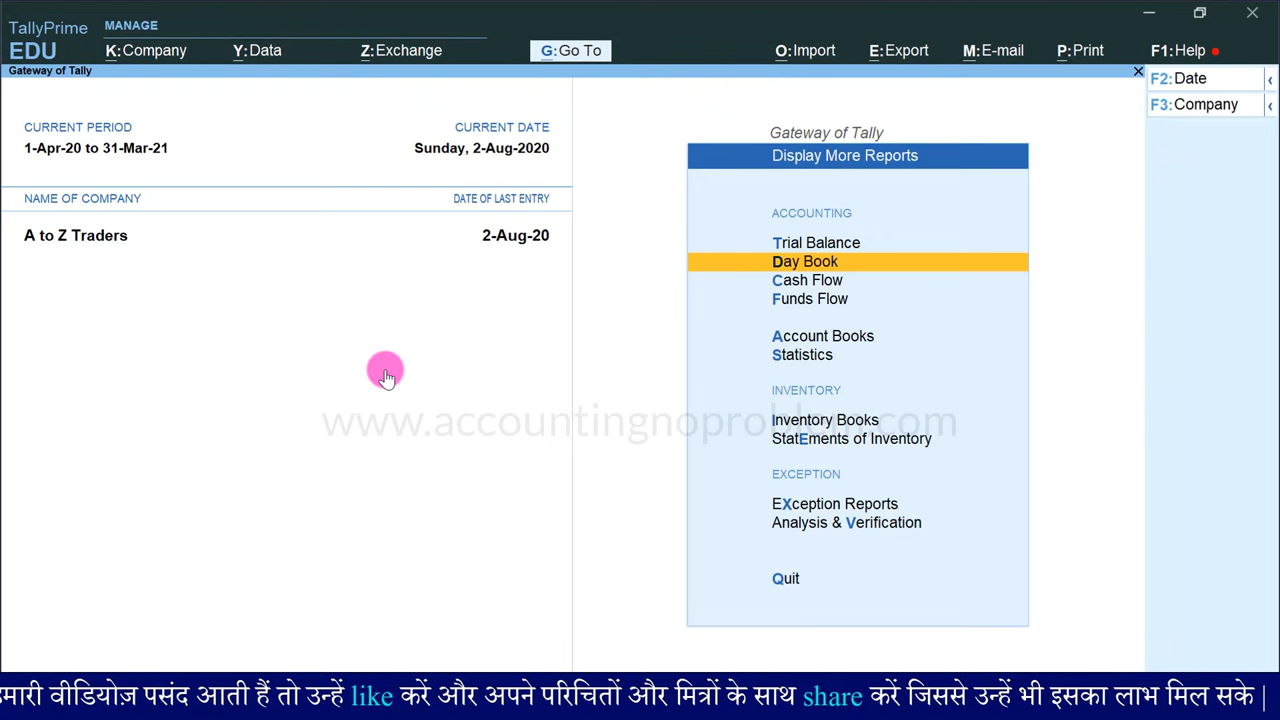 TallyPrime
EDU
MANAGE
K:Company Y:Data Z:Exchange G:Go To O:Import E:Export M:E-mail P:Print F1:Help
Gateway of Tally
F2:Date
F3:Company
CURRENT PERIOD CURRENT DATE
1-Apr-20 to 31-Mar-21 Sunday, 2-Aug-2020
NAME OF COMPANY DATE OF LAST ENTRY
A to Z Traders 2-Aug-20
Gateway of Tally
Display More Reports
ACCOUNTING
Trial Balance
Day Book
Cash Flow
Funds Flow
Account Books
Statistics
INVENTORY
Inventory Books
StatEments of Inventory
EXCEPTION
EXception Reports
Analysis & Verification
Quit
www.accountingnoproblem.com
हमारी वीडियोज़ पसंद आती हैं तो उन्हें like करें और अपने परिचितों और मित्रों के साथ share करें जिससे उन्हें भी इसका लाभ मिल सके |